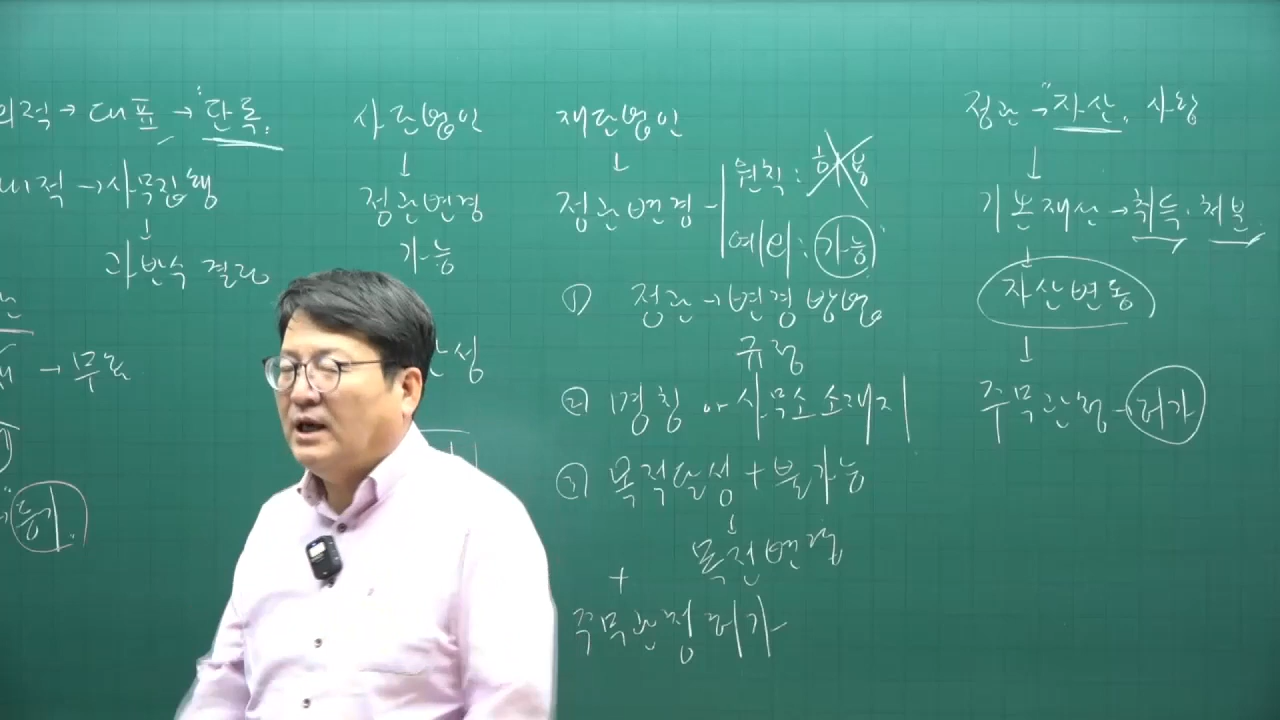 의적 → 대표 → "단독"
내적 → 사무집행
↓
과반수 결정
→ 무효
→ 등기
사단법인
↓
정관변경
가능
재단법인
↓
정관변경
원칙 :
예외 : 가능
① 정관 → 변경 방법
규정
② 명칭 or 사무소 소재지
③ 목적달성 + 불가능
↓
목적변경
+
주무관청 허가
정관 → "자산" 사항
↓
기본재산 → 취득·처분
↓
자산변동
↓
주무관청 → 허가